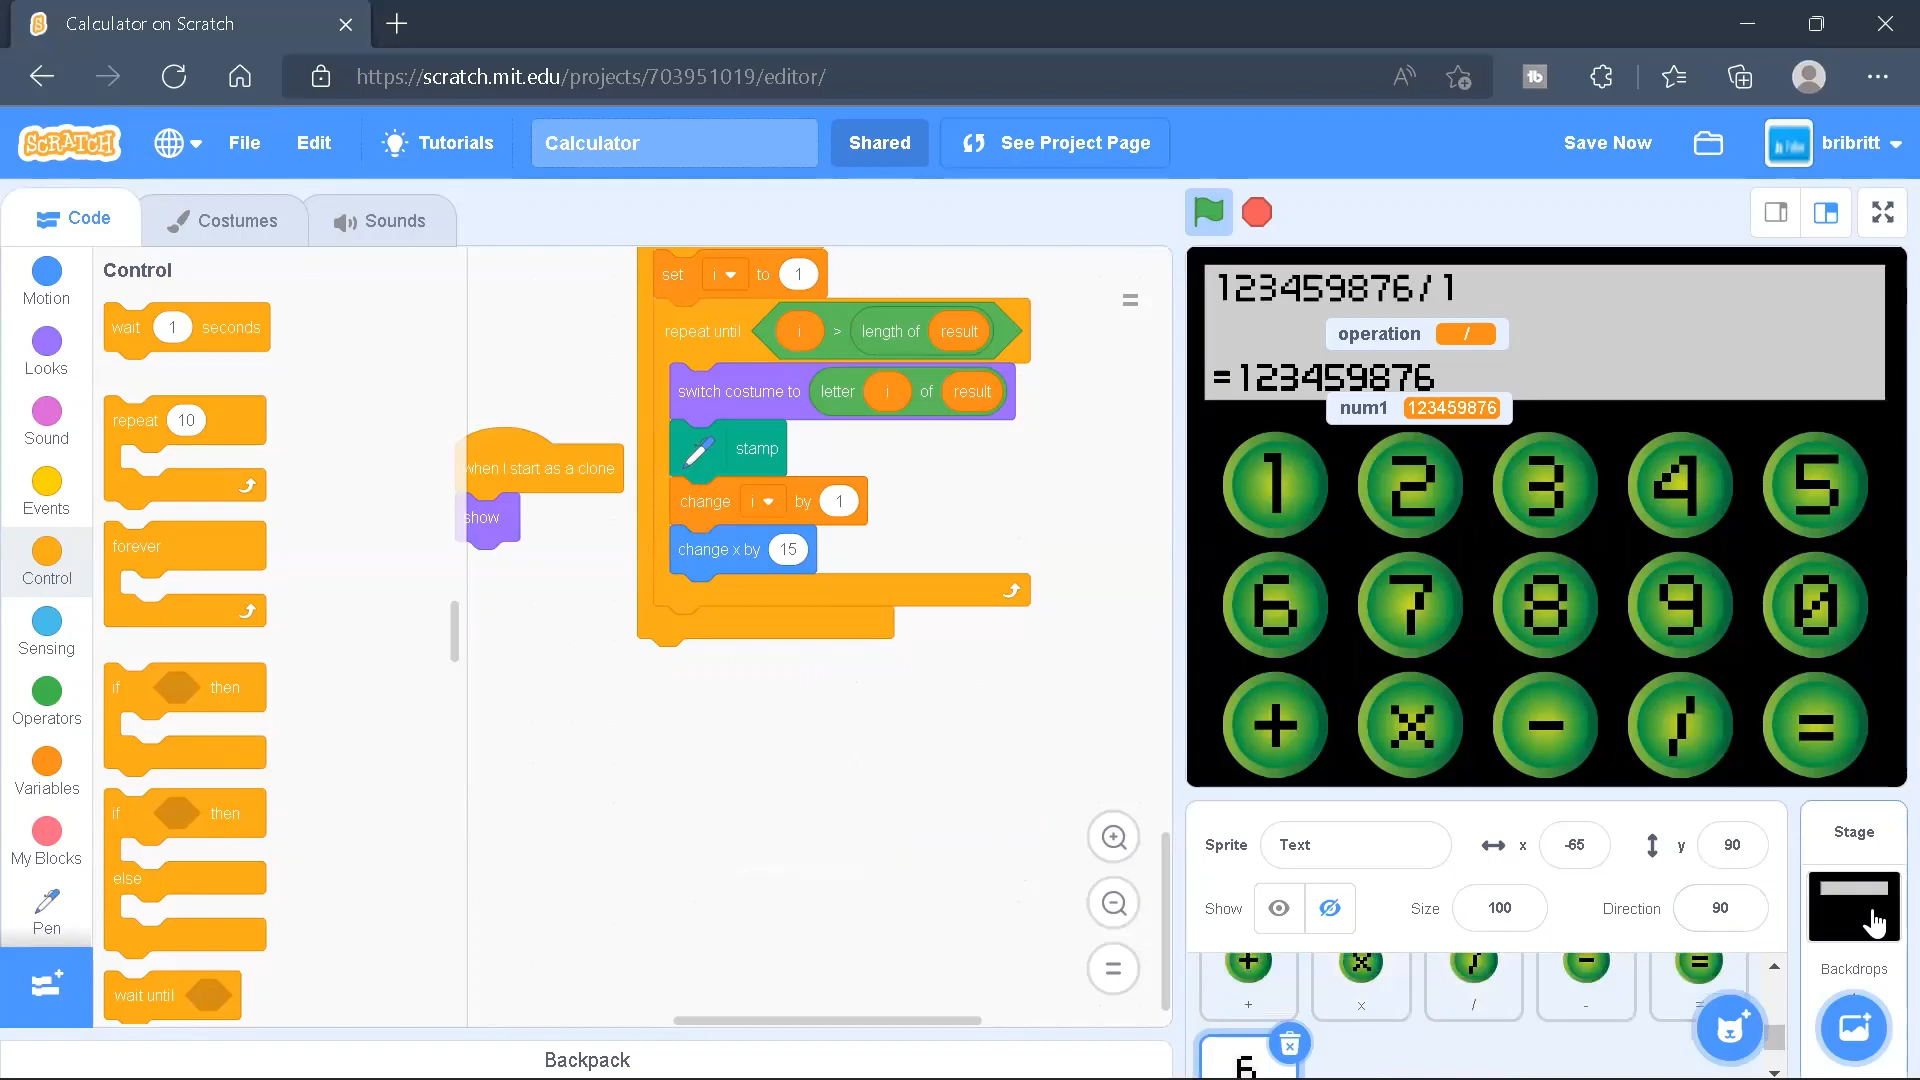 Calculator on Scratch
https://scratch.mit.edu/projects/703951019/editor/
SCRATCH
File
Edit
Tutorials
Calculator
Shared
See Project Page
Save Now
bribritt
Code
Costumes
Sounds
Motion
Looks
Sound
Events
Control
Sensing
Operators
Variables
My Blocks
Pen
Control
wait 1 seconds
repeat 10
forever
if then
if then
else
wait until
when I start as a clone
show
set i to 1
repeat until i > length of result
switch costume to letter i of result
stamp
change i by 1
change x by 15
=
Backpack
123459876/1
operation /
=123459876
num1 123459876
1 2 3 4 5
6 7 8 9 0
+ x - / =
Sprite Text x -65 y 90
Show Size 100 Direction 90
+ x / - =
+ x / - =
6
Stage
Backdrops